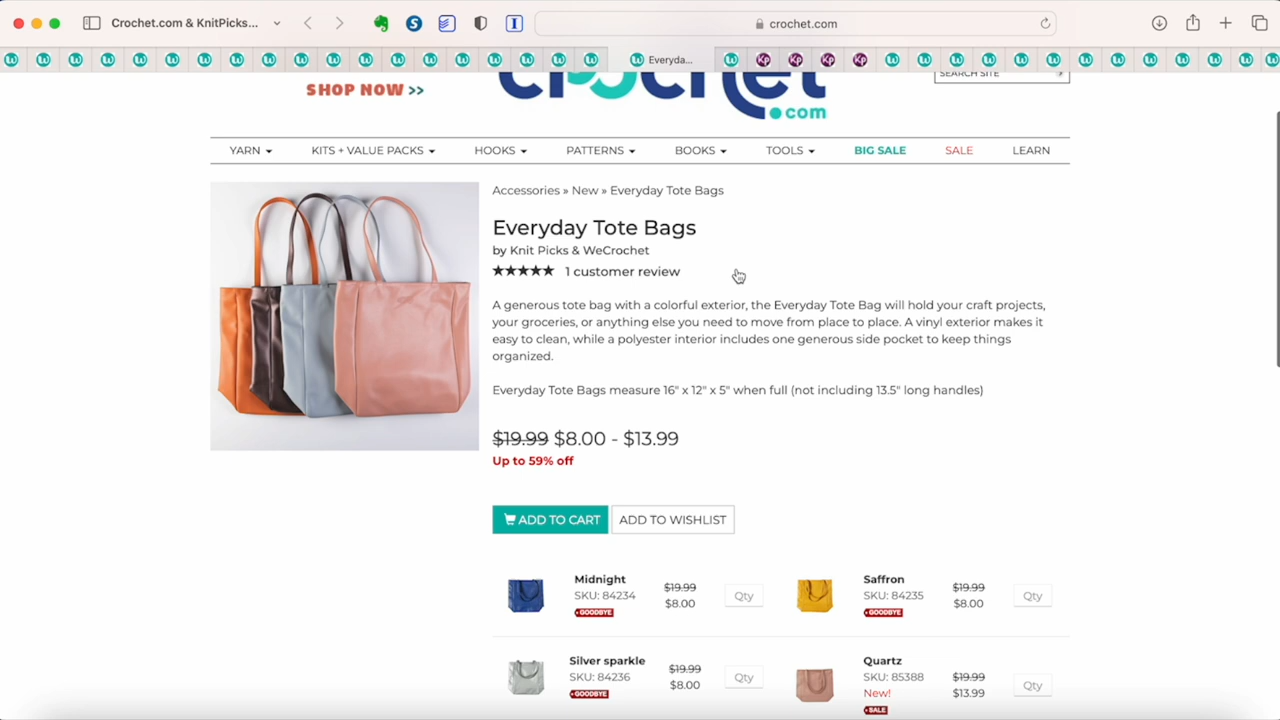 Crochet.com & KnitPicks...
crochet.com
Everyda...
SHOP NOW >>
crochet
.com
SEARCH SITE
YARN
KITS + VALUE PACKS
HOOKS
PATTERNS
BOOKS
TOOLS
BIG SALE
SALE
LEARN
Accessories » New » Everyday Tote Bags
Everyday Tote Bags
by Knit Picks & WeCrochet
★★★★★ 1 customer review
A generous tote bag with a colorful exterior, the Everyday Tote Bag will hold your craft projects,
your groceries, or anything else you need to move from place to place. A vinyl exterior makes it
easy to clean, while a polyester interior includes one generous side pocket to keep things
organized.
Everyday Tote Bags measure 16" x 12" x 5" when full (not including 13.5" long handles)
$19.99 $8.00 - $13.99
Up to 59% off
ADD TO CART
ADD TO WISHLIST
Midnight
SKU: 84234
GOODBYE
$19.99
$8.00
Qty
Saffron
SKU: 84235
GOODBYE
$19.99
$8.00
Qty
Silver sparkle
SKU: 84236
GOODBYE
$19.99
$8.00
Qty
Quartz
SKU: 85388
New!
SALE
$19.99
$13.99
Qty